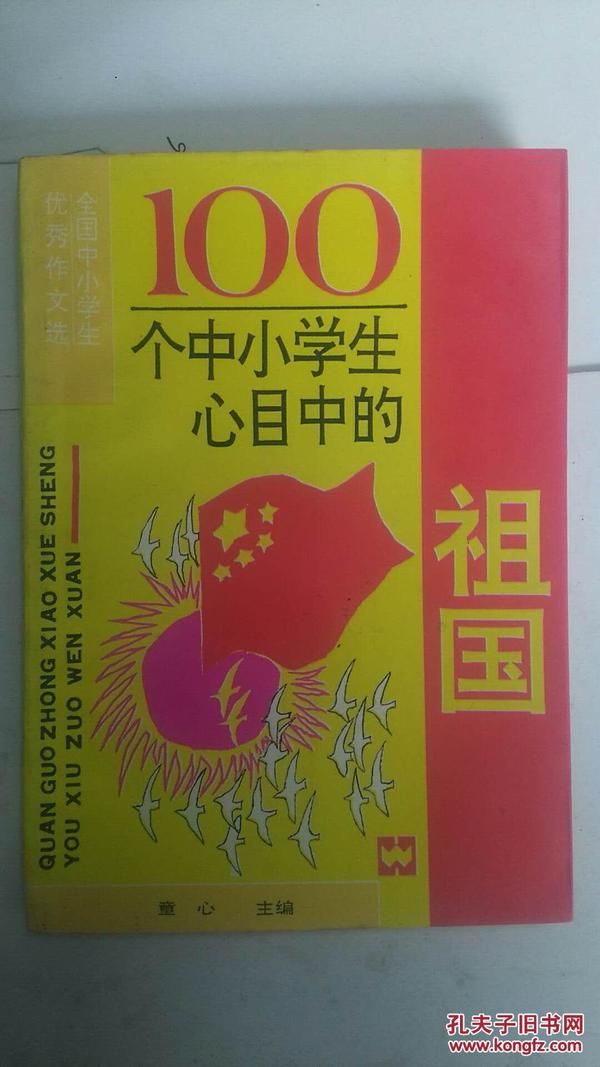 全国中小学生
优秀作文选
100
个中小学生
心目中的
祖国
QUAN GUO ZHONG XIAO XUE SHENG
YOU XIU ZUO WEN XUAN
童心 主编
孔夫子旧书网
www.kongfz.com